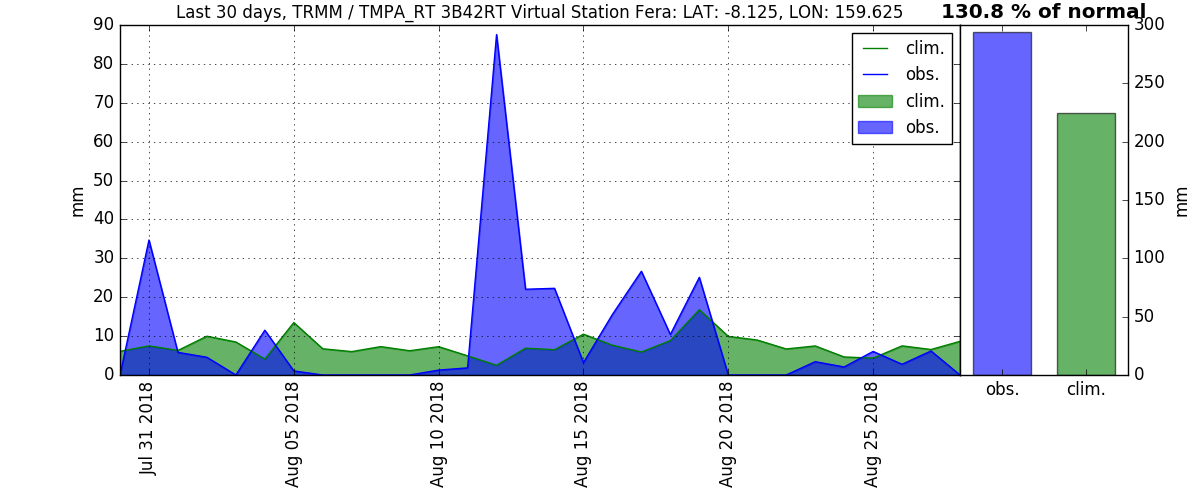 Last 30 days, TRMM / TMPA_RT 3B42RT Virtual Station Fera: LAT: -8.125, LON: 159.625
130.8 % of normal
90
80
70
60
50
40
30
20
10
0
mm
clim.
obs.
clim.
obs.
Jul 31 2018
Aug 05 2018
Aug 10 2018
Aug 15 2018
Aug 20 2018
Aug 25 2018
300
250
200
150
100
50
0
mm
obs.
clim.